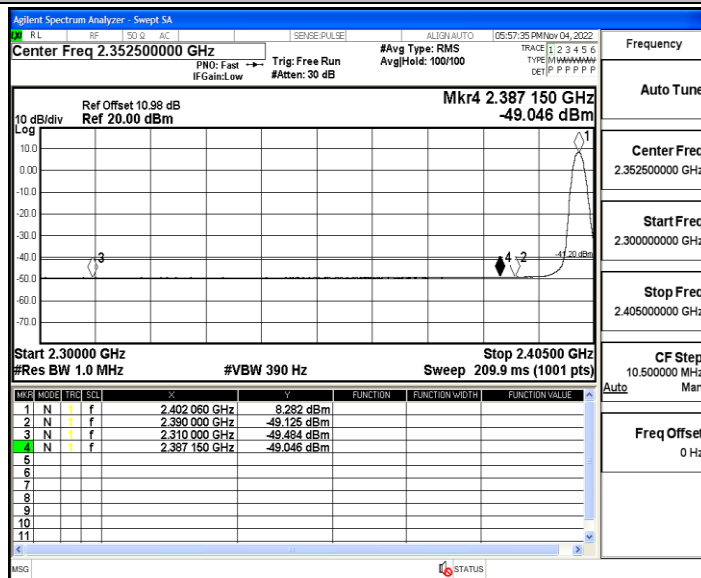 Agilent Spectrum Analyzer - Swept SA
RL RF 50 Ω AC SENSE:PULSE ALIGN AUTO 05:57:35 PM Nov 04, 2022
Center Freq 2.352500000 GHz #Avg Type: RMS TRACE 1 2 3 4 5 6 Frequency
PNO: Fast Trig: Free Run Avg|Hold: 100/100 TYPE M WWWWW
IFGain:Low #Atten: 30 dB DET P P P P P P
Auto Tune
Mkr4 2.387 150 GHz
Ref Offset 10.98 dB
10 dB/div Ref 20.00 dBm -49.046 dBm
Log
1
10.0
0.00
-10.0
-20.0
-30.0
-40.0
-50.0
-60.0
-70.0
3 4 2 -41.20 dBm
Center Freq
2.352500000 GHz
Start Freq
2.300000000 GHz
Stop Freq
2.405000000 GHz
Start 2.30000 GHz Stop 2.40500 GHz
#Res BW 1.0 MHz #VBW 390 Hz Sweep 209.9 ms (1001 pts)
CF Step
10.500000 MHz
Auto Man
MKR MODE TRC SCL X Y FUNCTION FUNCTION WIDTH FUNCTION VALUE
1 N 1 f 2.402 060 GHz 8.282 dBm
2 N 1 f 2.390 000 GHz -49.125 dBm
3 N 1 f 2.310 000 GHz -49.484 dBm
4 N 1 f 2.387 150 GHz -49.046 dBm
5
6
7
8
9
10
11
Freq Offset
0 Hz
MSG STATUS